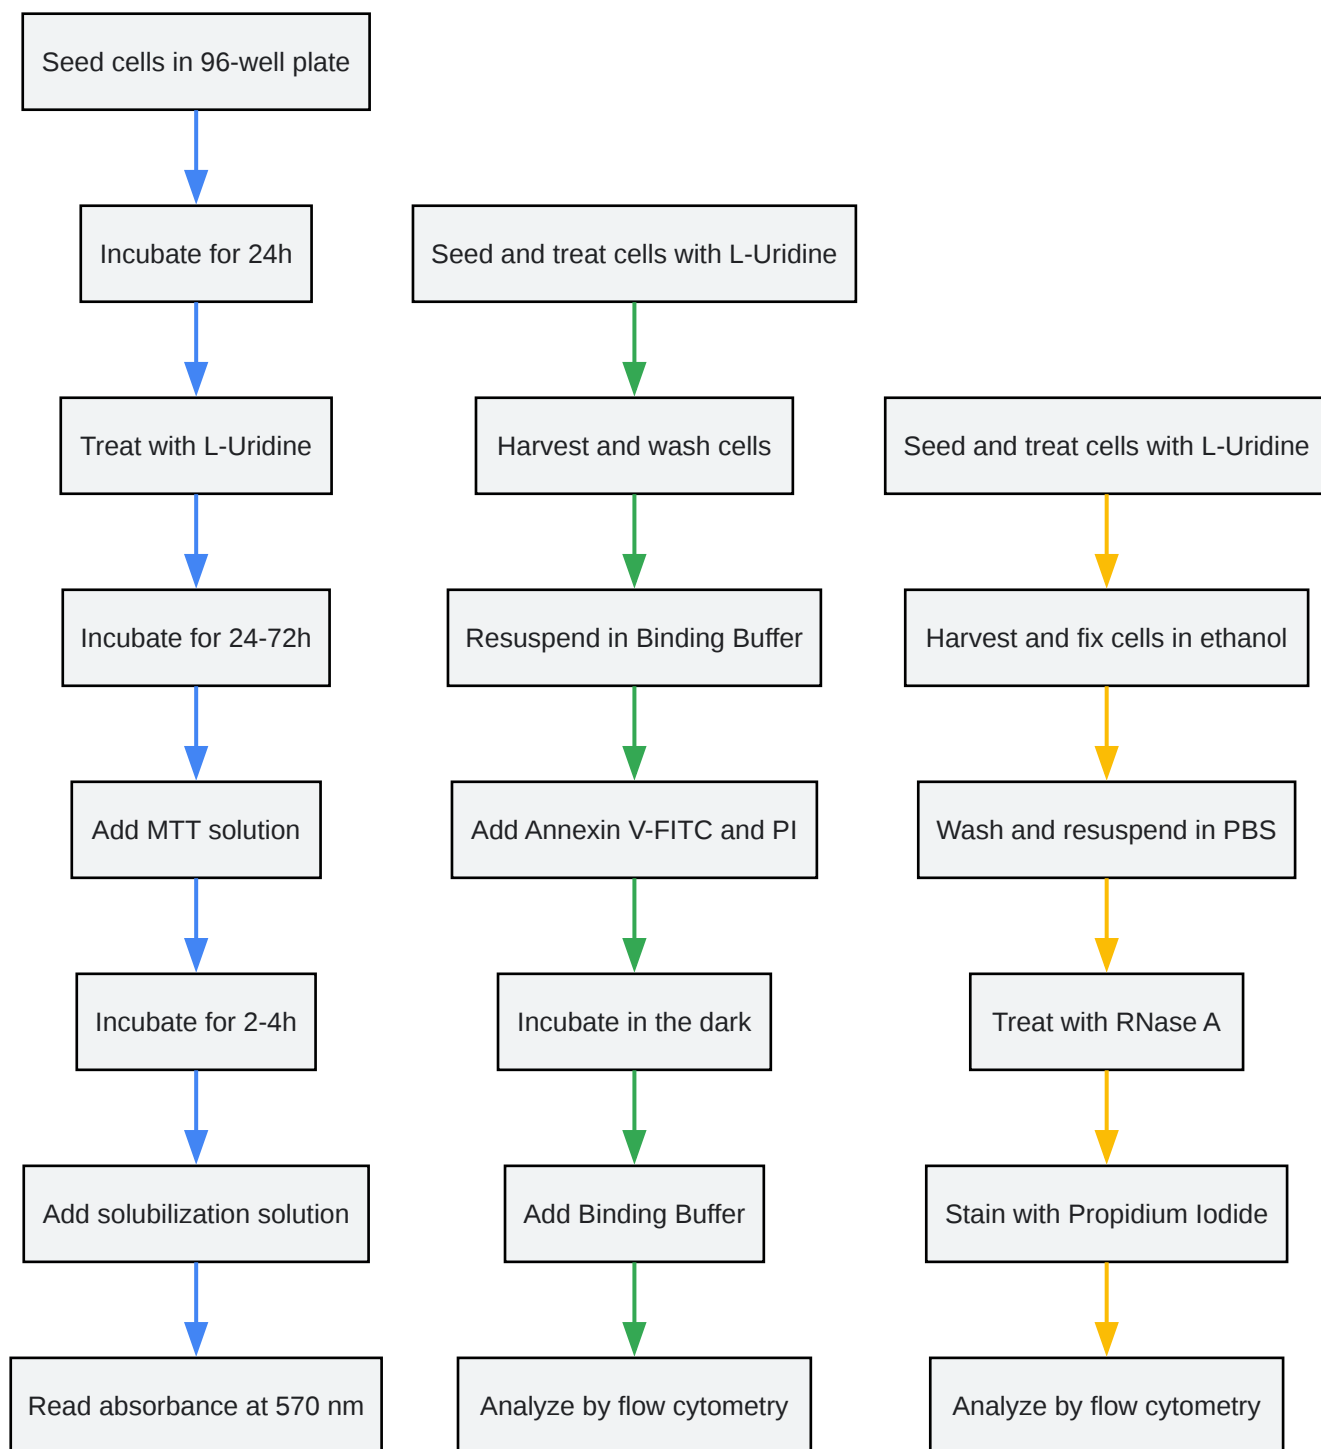 Seed cells in 96-well plate
Incubate for 24h
Treat with L-Uridine
Incubate for 24-72h
Add MTT solution
Incubate for 2-4h
Add solubilization solution
Read absorbance at 570 nm
Seed and treat cells with L-Uridine
Harvest and wash cells
Resuspend in Binding Buffer
Add Annexin V-FITC and PI
Incubate in the dark
Add Binding Buffer
Analyze by flow cytometry
Seed and treat cells with L-Uridine
Harvest and fix cells in ethanol
Wash and resuspend in PBS
Treat with RNase A
Stain with Propidium Iodide
Analyze by flow cytometry